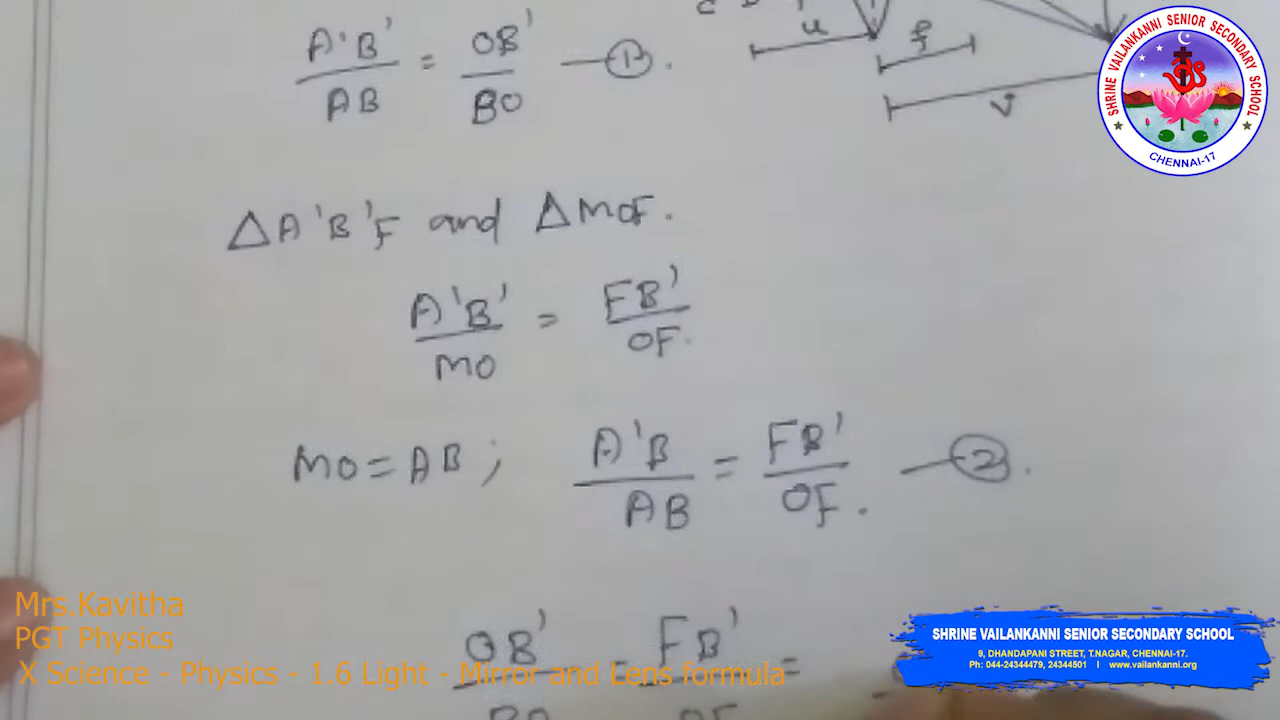 A'B' / AB = OB' / BO — 1.
u
f
v
△A'B'F and △MOF.
A'B' / MO = FB' / OF.
MO = AB ; A'B / AB = FB' / OF. — 2.
OB' / BO = FB' / OF =
SHRINE VAILANKANNI SENIOR SECONDARY SCHOOL
CHENNAI-17
Mrs.Kavitha
PGT Physics
X Science - Physics - 1.6 Light - Mirror and Lens formula
SHRINE VAILANKANNI SENIOR SECONDARY SCHOOL
9, DHANDAPANI STREET, T.NAGAR, CHENNAI-17.
Ph: 044-24344479, 24344501 I www.vailankanni.org